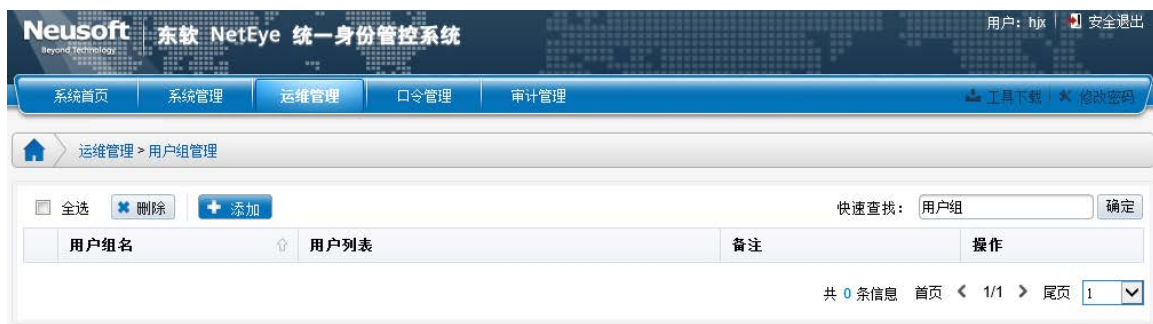 Neusoft 东软 NetEye 统一身份管控系统
Beyond Technology
用户：hjx 安全退出
系统首页 系统管理 运维管理 口令管理 审计管理 工具下载 修改密码
运维管理 > 用户组管理
全选 删除 添加 快速查找： 用户组 确定
用户组名 用户列表 备注 操作
共 0 条信息 首页 1/1 尾页 1